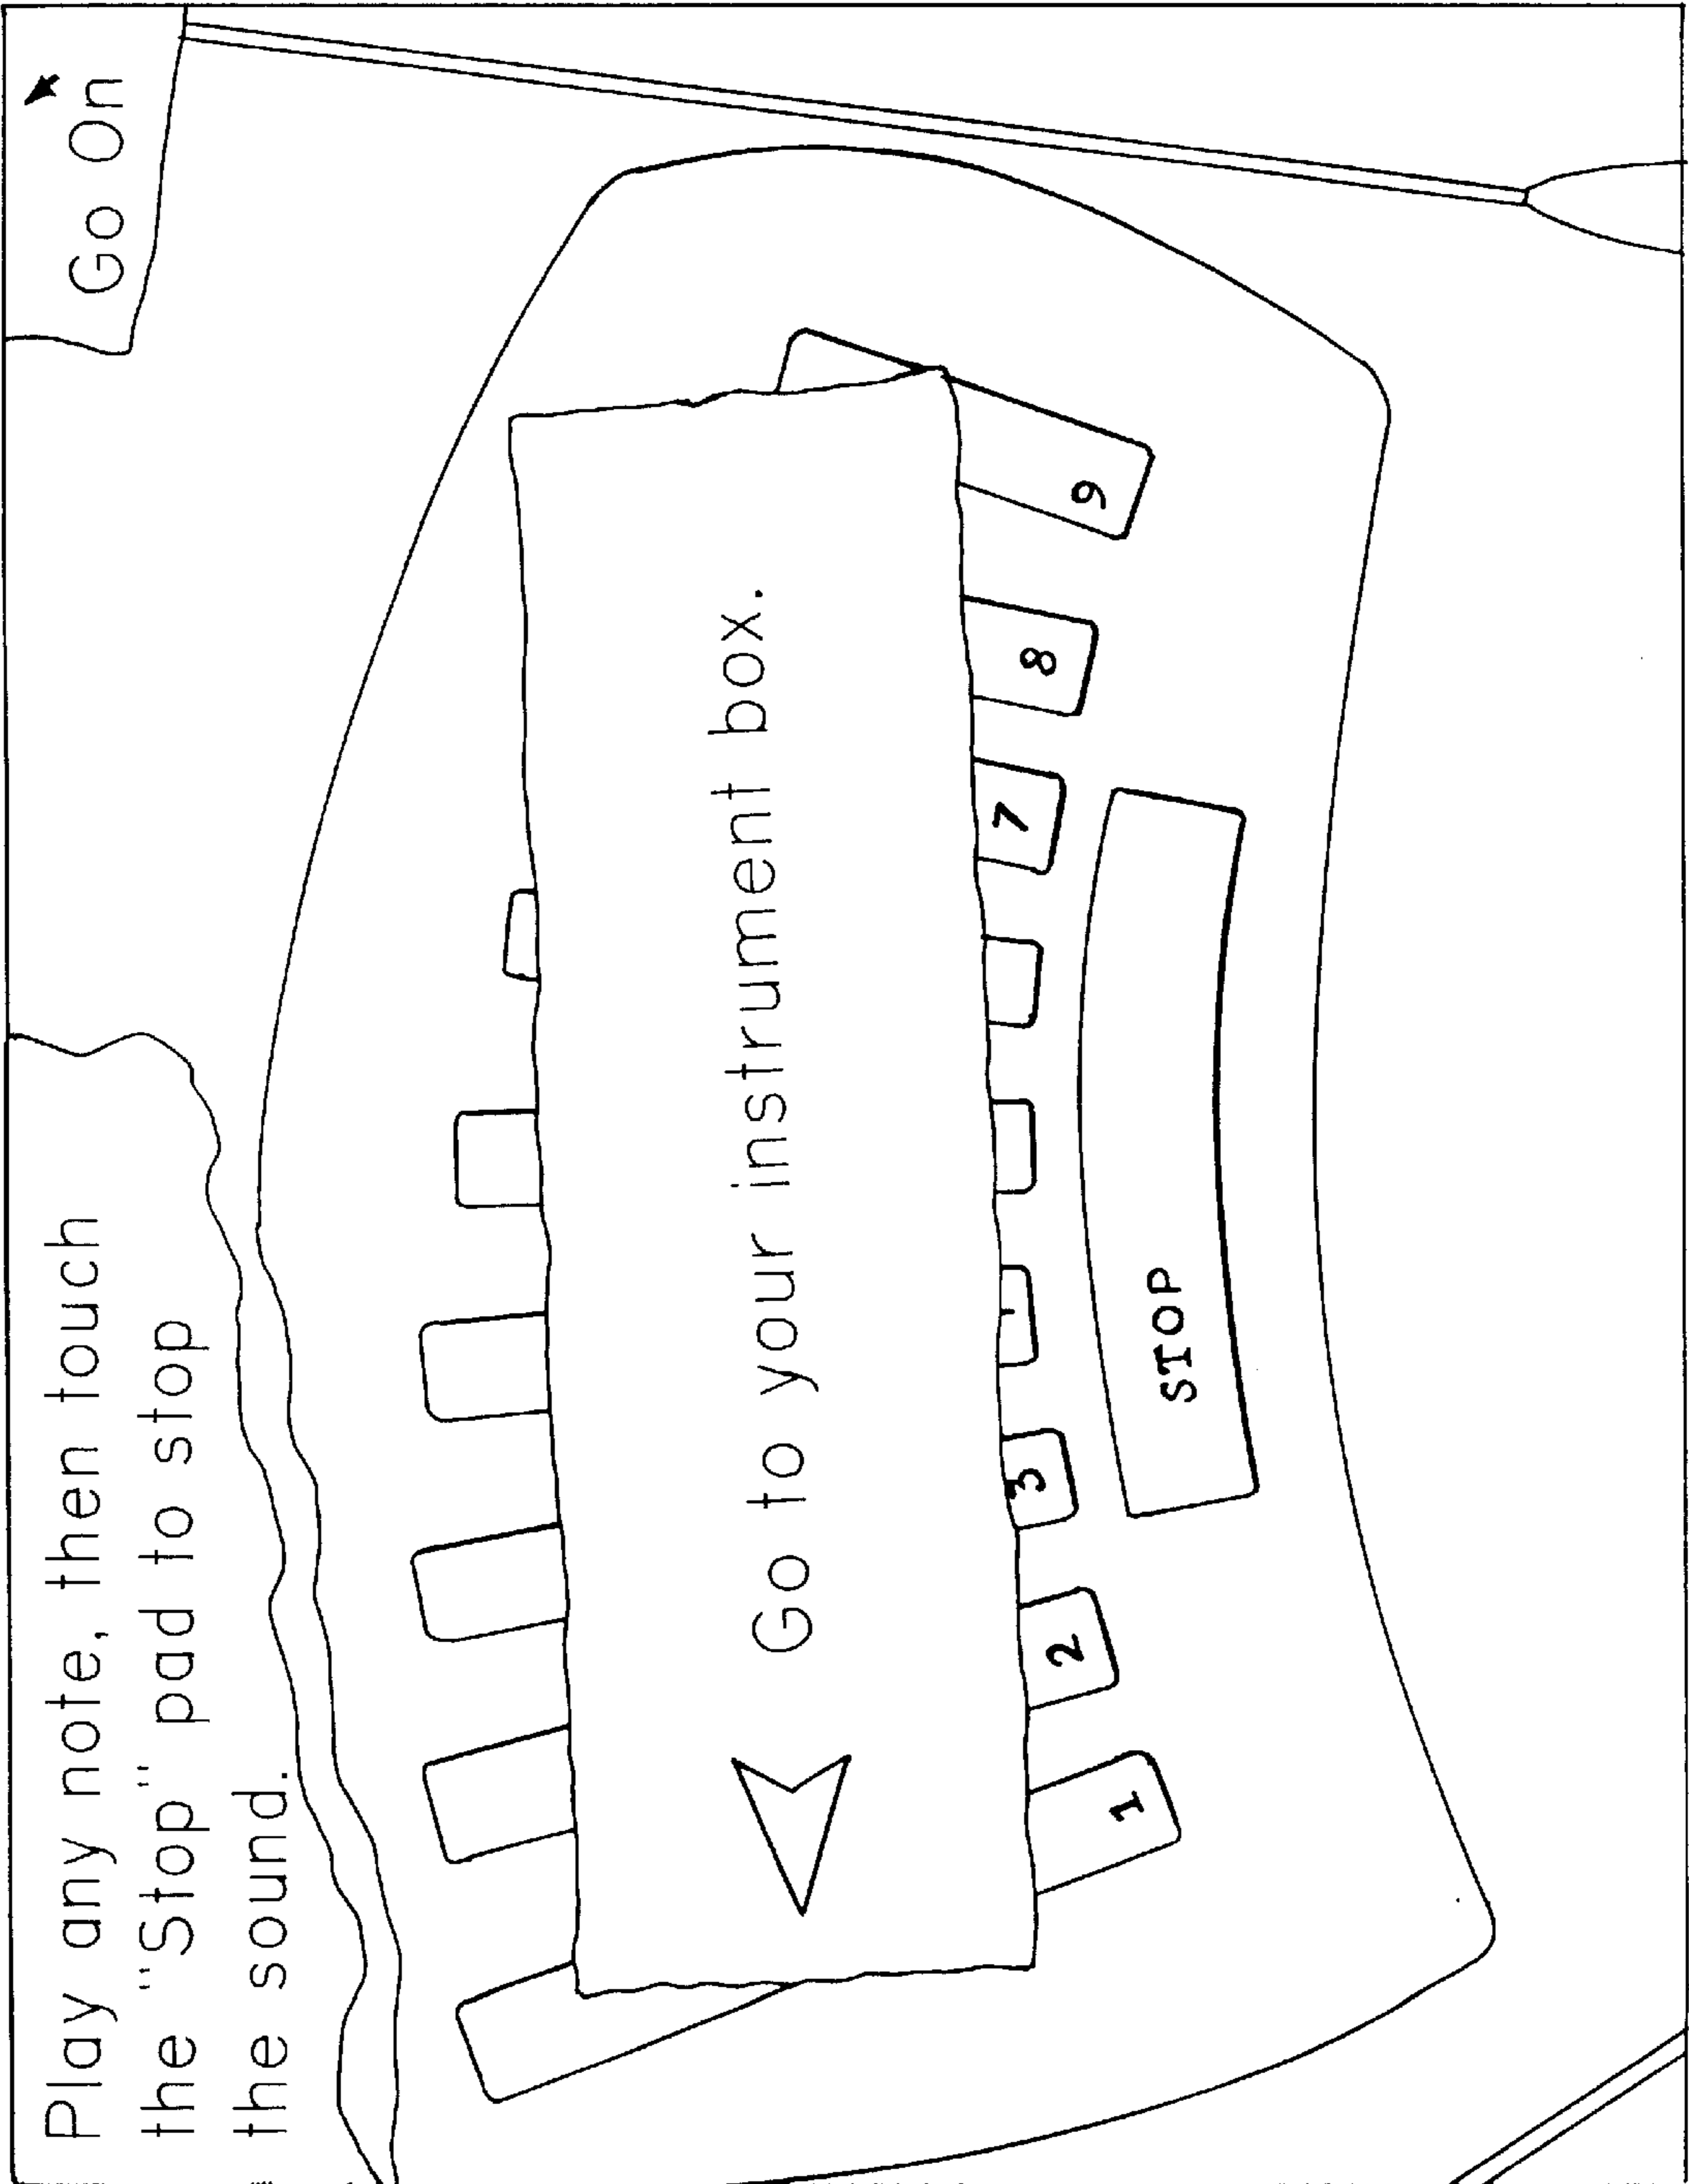 Play any note, then touch
the "Stop" pad to stop
the sound.
Go On
Go to your instrument box.
1
2
3
7
8
9
STOP